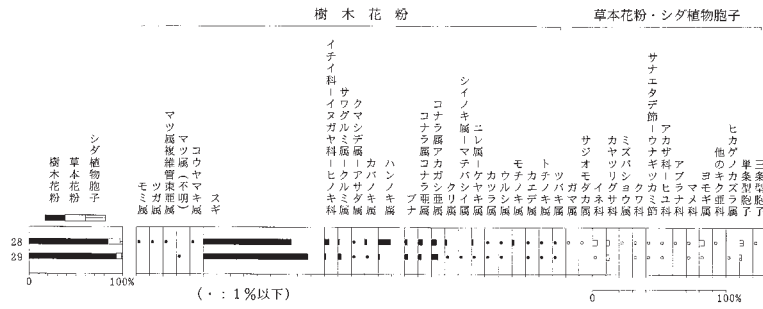 樹木花粉
草本花粉・シダ植物胞子
樹木花粉
草本花粉
シダ植物胞子
モミ属
ツガ属
マツ属複維管束亜属
マツ属(不明)
コウヤマキ属
スギ
イチイ科-イヌガヤ科-ヒノキ科
サワグルミ属-クルミ属
クマシデ属-アサダ属
カバノキ属
ハンノキ属
ブナ
コナラ属コナラ亜属
コナラ属アカガシ亜属
クリ属
シイノキ属-マテバシイ属
ニレ属-ケヤキ属
カツラ属
ウルシ属
モチノキ属
カエデ属
トチノキ属
ツバキ属
ガマ属
サジオモダカ属
イネ科
カヤツリグサ科
ミズバショウ属
クワ科
サナエタデ節-ウナギツカミ節
アカザ科-ヒユ科
アブラナ科
マメ科
ヨモギ属
他のキク亜科
ヒカゲノカズラ属
単条型胞子
三条型胞子
28
29
0 100%
(・:1%以下)
0 100%